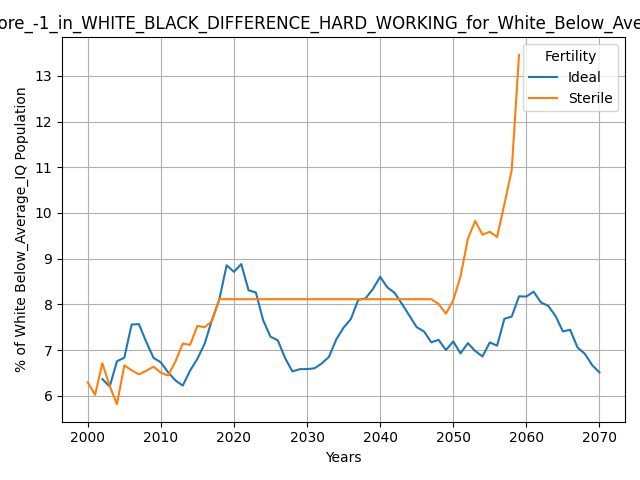 ore_-1_in_WHITE_BLACK_DIFFERENCE_HARD_WORKING_for_White_Below_Ave
Fertility
Ideal
Sterile
% of White Below_Average_IQ Population
13
12
11
10
9
8
7
6
2000 2010 2020 2030 2040 2050 2060 2070
Years